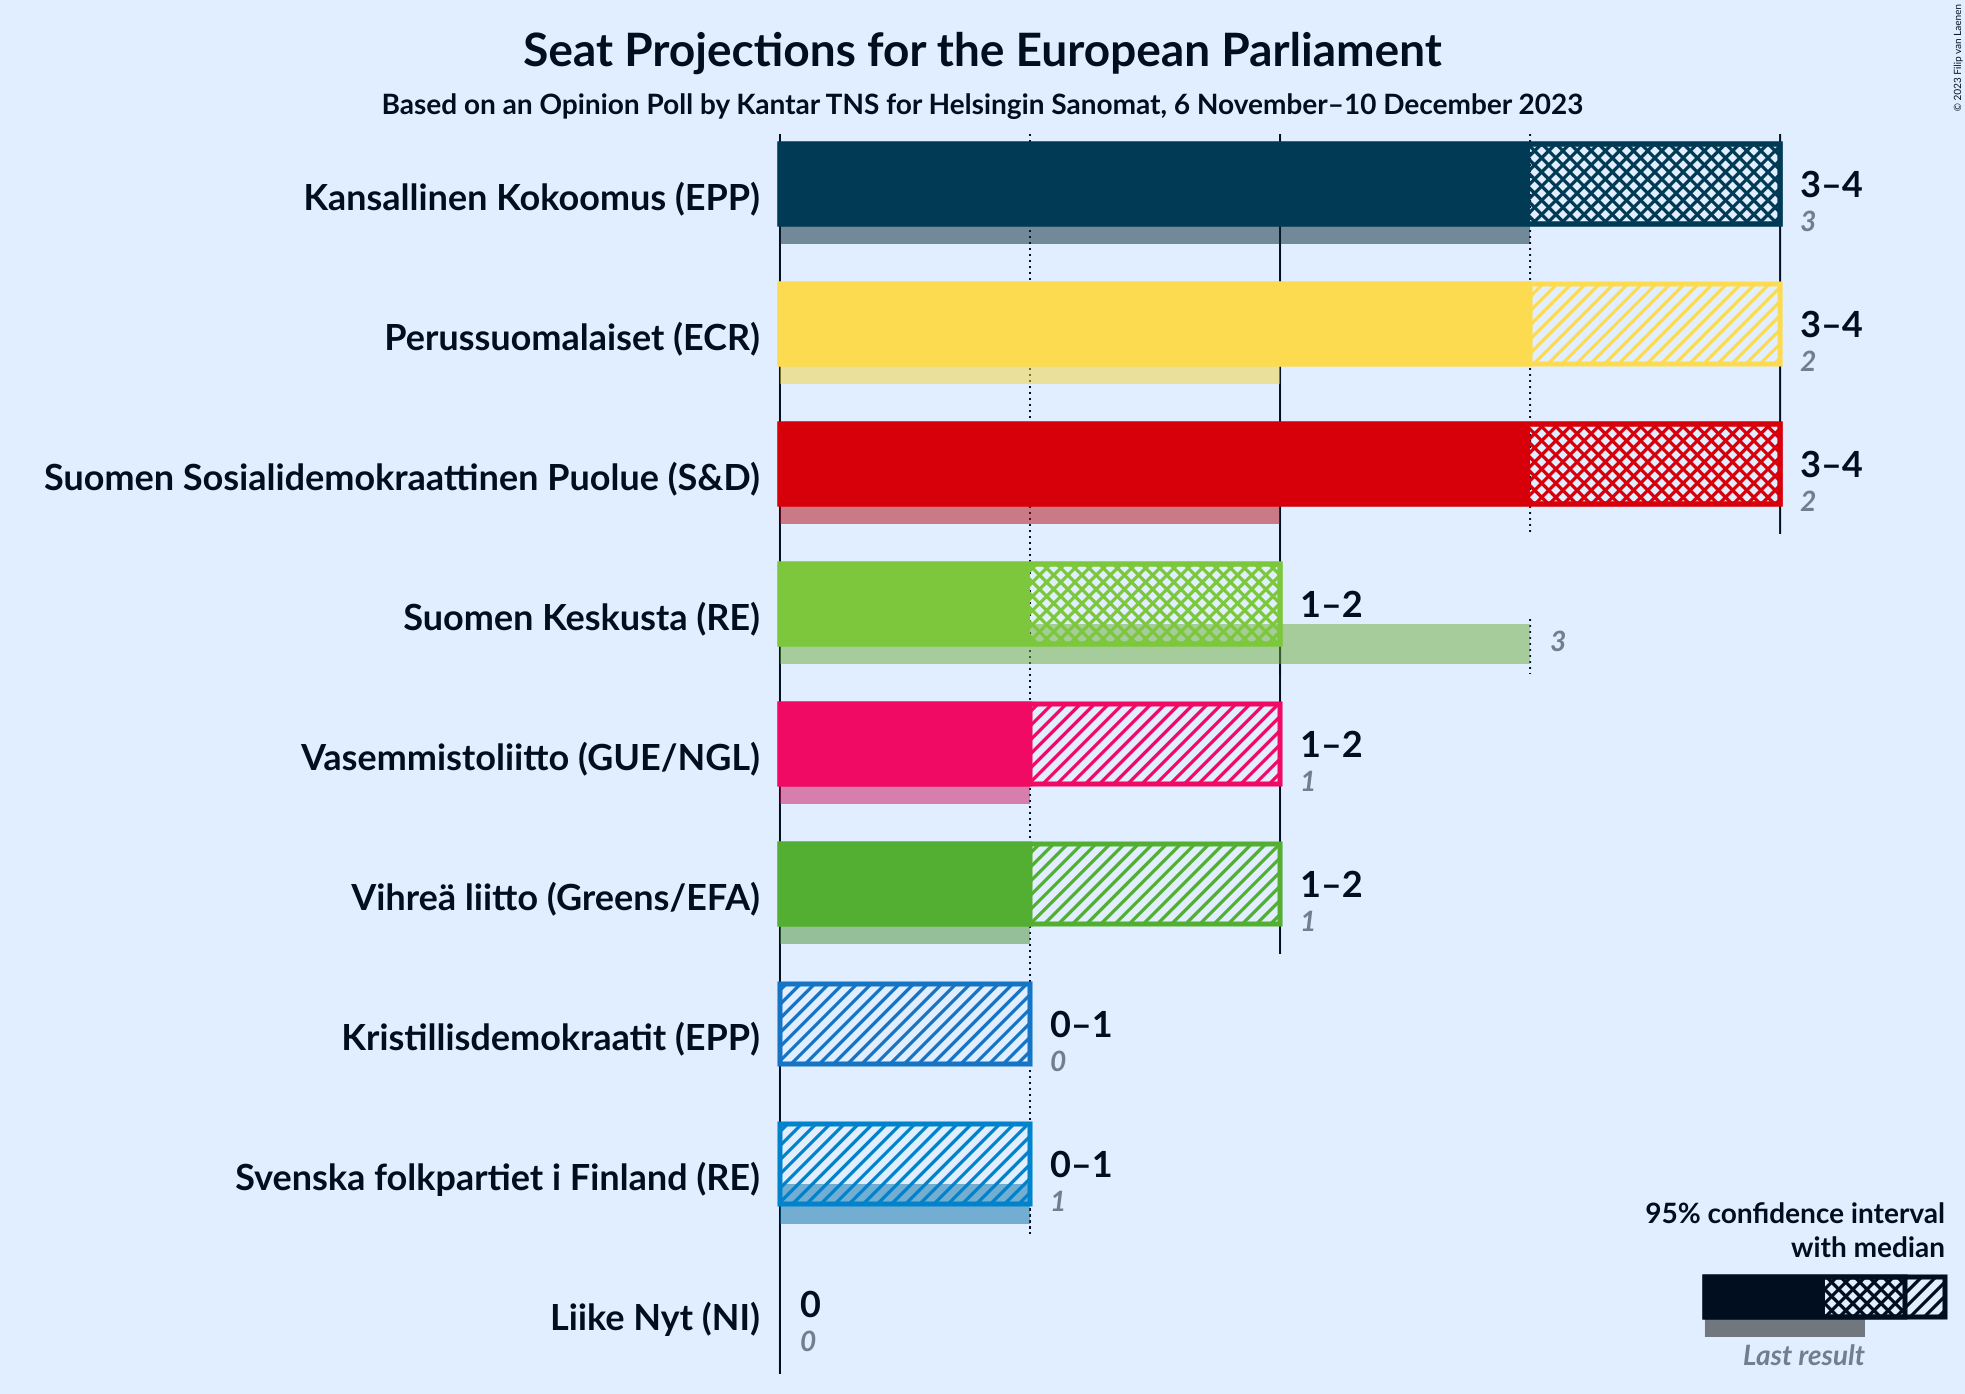 Seat Projections for the European Parliament
Based on an Opinion Poll by Kantar TNS for Helsingin Sanomat, 6 November–10 December 2023
© 2023 Filip van Laenen
Kansallinen Kokoomus (EPP)
3–4
3
Perussuomalaiset (ECR)
3–4
2
Suomen Sosialidemokraattinen Puolue (S&D)
3–4
2
Suomen Keskusta (RE)
1–2
3
Vasemmistoliitto (GUE/NGL)
1–2
1
Vihreä liitto (Greens/EFA)
1–2
1
Kristillisdemokraatit (EPP)
0–1
0
Svenska folkpartiet i Finland (RE)
0–1
1
Liike Nyt (NI)
0
0
95% confidence interval
with median
Last result